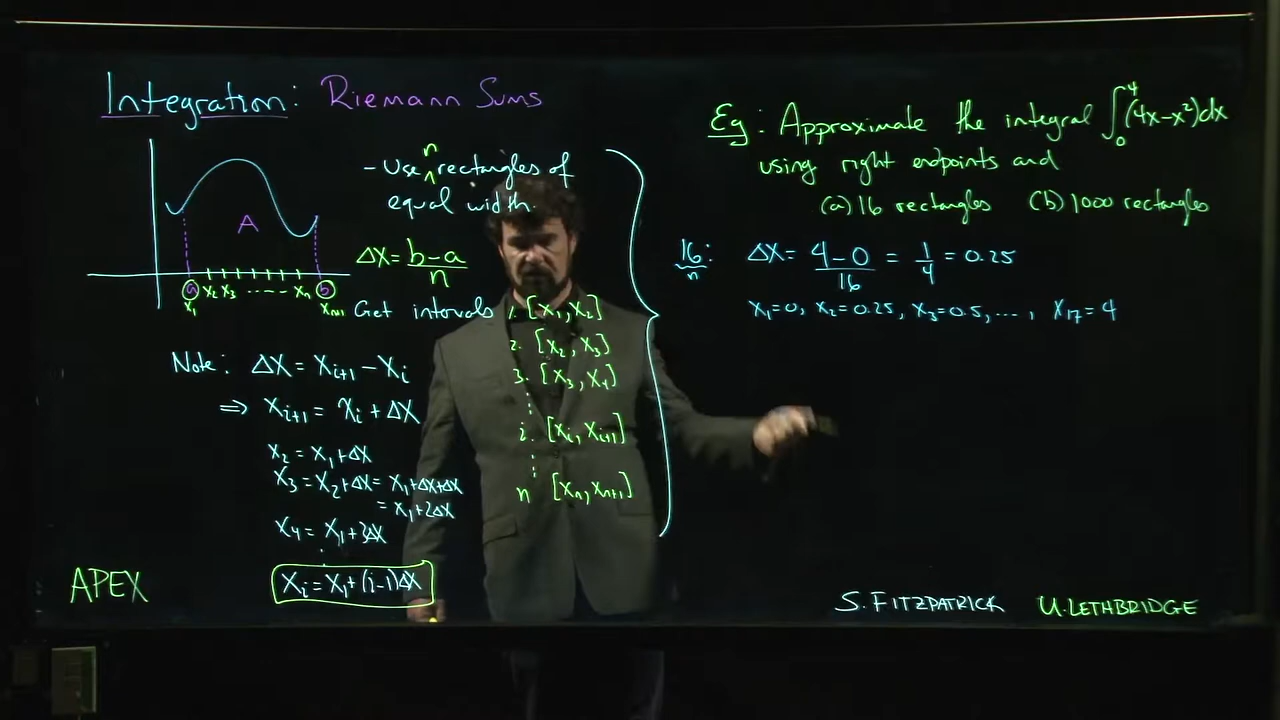 Integration: Riemann Sums
A
a b
x₁ x₂ x₃ ..... xₙ xₙ₊₁
- Use n rectangles of
equal width.
Δx = (b-a)/n
Get intervals 1. [x₁, x₂]
2. [x₂, x₃]
3. [x₃, x₄]
⋮
i. [xᵢ, xᵢ₊₁]
⋮
n [xₙ, xₙ₊₁]
Note: Δx = xᵢ₊₁ - xᵢ
⇒ xᵢ₊₁ = xᵢ + Δx
x₂ = x₁ + Δx
x₃ = x₂ + Δx = x₁ + Δx + Δx
= x₁ + 2Δx
x₄ = x₁ + 3Δx
⋮
xᵢ = x₁ + (i-1)Δx
APEX
Eg: Approximate the integral ∫₀⁴ (4x-x²)dx
using right endpoints and
(a) 16 rectangles (b) 1000 rectangles
16: Δx = (4-0)/16 = 1/4 = 0.25
n
x₁=0, x₂=0.25, x₃=0.5, ..., x₁₇=4
S. FITZPATRICK U. LETHBRIDGE